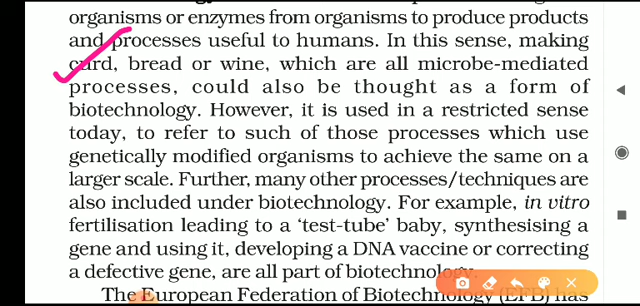 organisms or enzymes from organisms to produce products
and processes useful to humans. In this sense, making
curd, bread or wine, which are all microbe-mediated
processes, could also be thought as a form of
biotechnology. However, it is used in a restricted sense
today, to refer to such of those processes which use
genetically modified organisms to achieve the same on a
larger scale. Further, many other processes/techniques are
also included under biotechnology. For example, in vitro
fertilisation leading to a ‘test-tube’ baby, synthesising a
gene and using it, developing a DNA vaccine or correcting
a defective gene, are all part of biotechnology.
The European Federation of Biotechnology (EFB) has